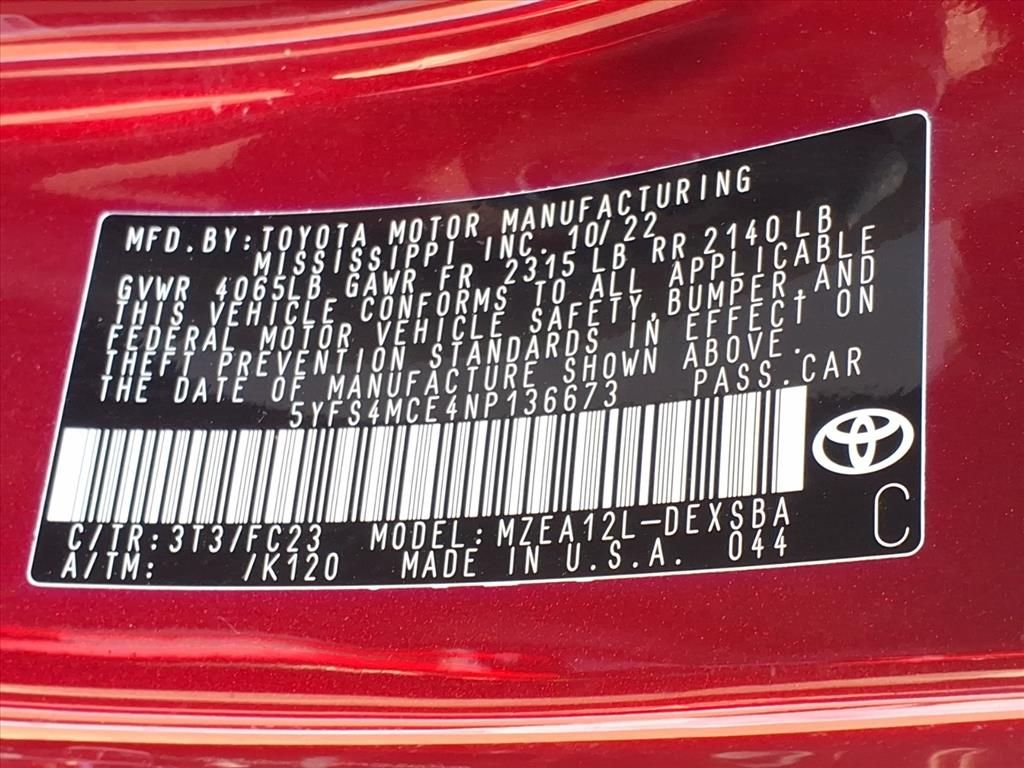 MFD. BY: TOYOTA MOTOR MANUFACTURING
MISSISSIPPI INC. 10/22
GVWR 4065LB GAWR FR 2315 LB RR 2140 LB
THIS VEHICLE CONFORMS TO ALL APPLICABLE
FEDERAL MOTOR VEHICLE SAFETY, BUMPER, AND
THEFT PREVENTION STANDARDS IN EFFECT ON
THE DATE OF MANUFACTURE SHOWN ABOVE.
5YFS4MCE4NP136673 PASS. CAR
C/TR: 3T3/FC23 MODEL: MZEA12L-DEXSBA
A/TM: /K120 MADE IN U.S.A. 044
C